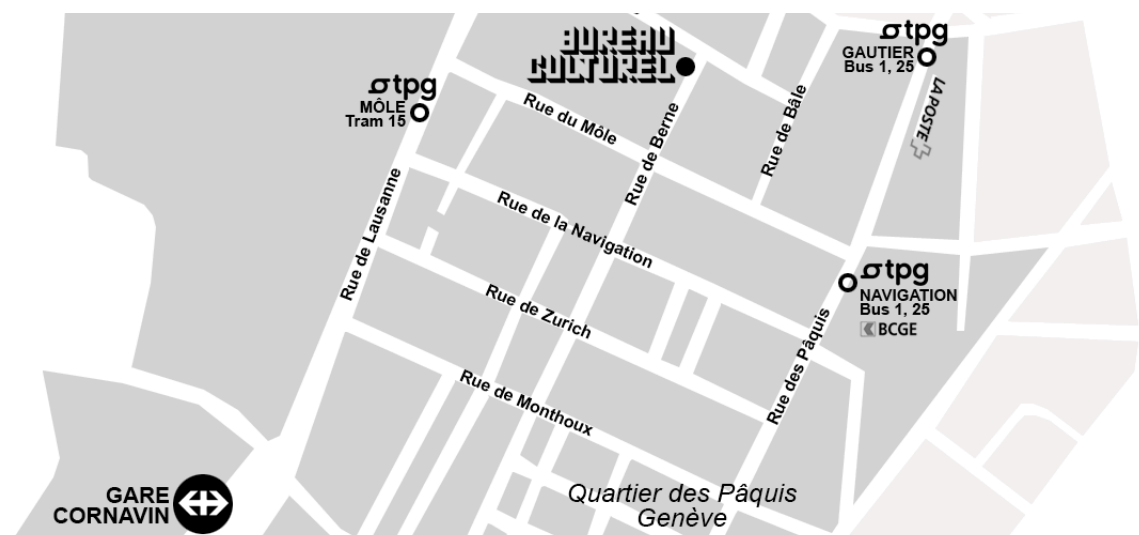 BUREAU
CULTUREL
tpg
GAUTIER
Bus 1, 25
LA POSTE
tpg
MÔLE
Tram 15
Rue du Môle
Rue de Berne
Rue de Bâle
Rue de Lausanne
Rue de la Navigation
tpg
NAVIGATION
Bus 1, 25
BCGE
Rue de Zurich
Rue des Pâquis
Rue de Monthoux
GARE
CORNAVIN
Quartier des Pâquis
Genève